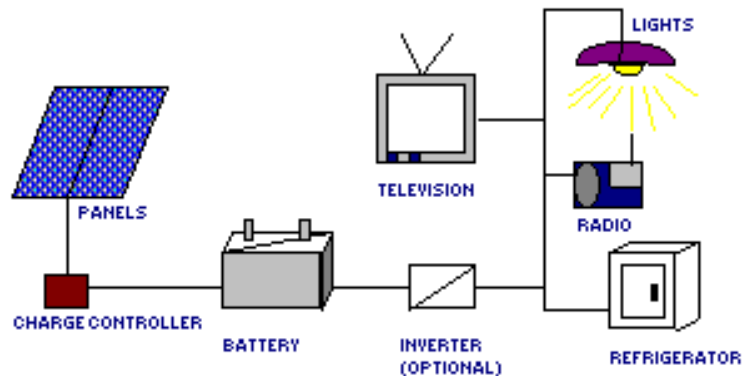 LIGHTS
TELEVISION
PANELS
RADIO
CHARGE CONTROLLER
BATTERY
INVERTER
(OPTIONAL)
REFRIGERATOR